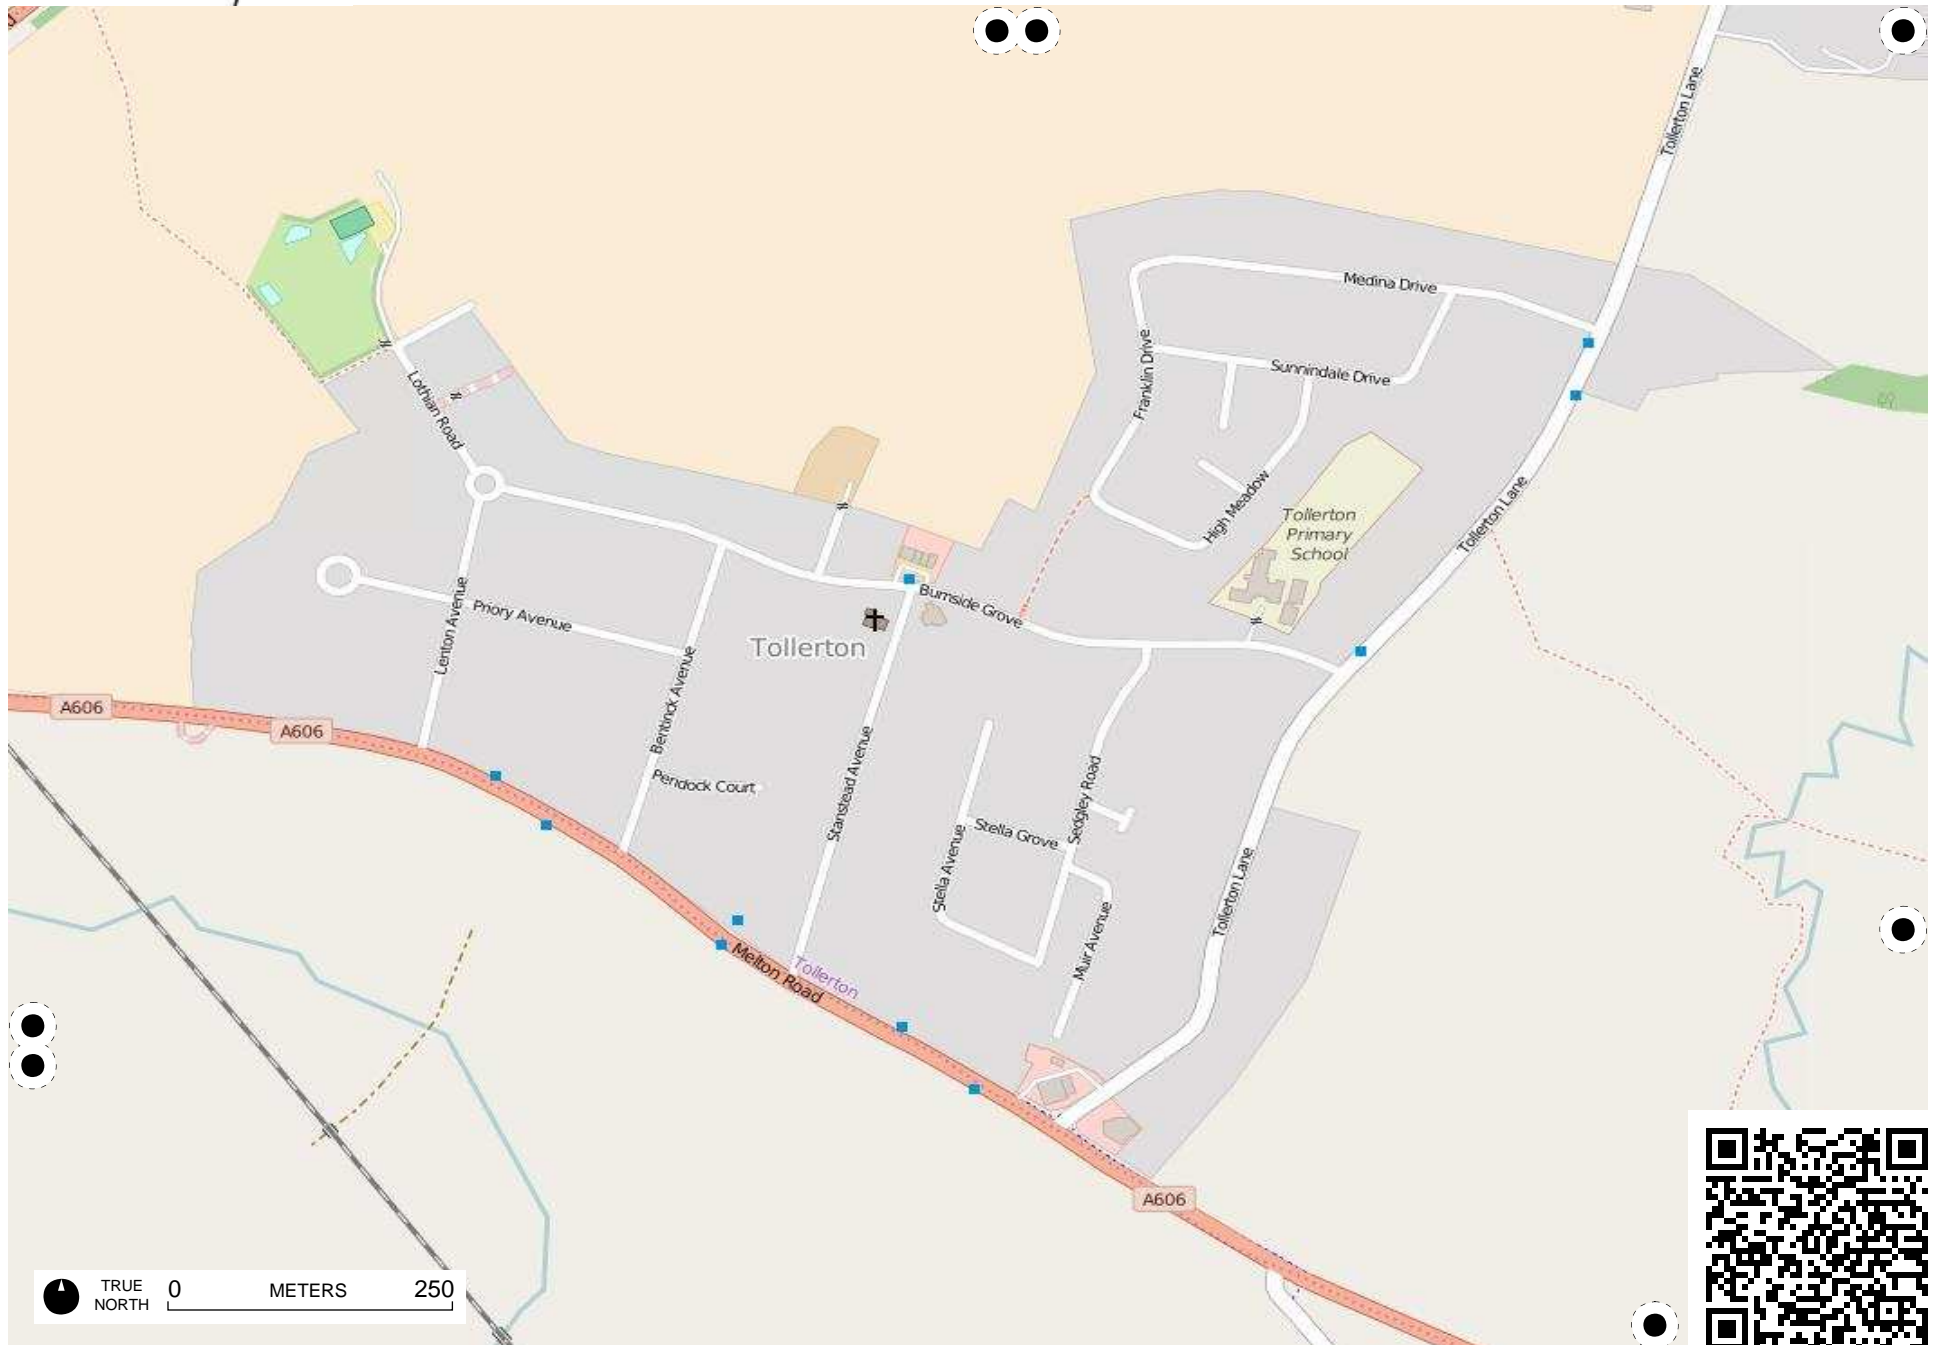 Tollerton Lane
Medina Drive
Franklin Drive
Sunnindale Drive
Lothian Road
High Meadow
Tollerton
Primary
School
Tollerton Lane
Burnside Grove
Priory Avenue
Lenton Avenue
Tollerton
Bentinck Avenue
A606
A606
Pendock Court
Stanstead Avenue
Sedgley Road
Stella Grove
Stella Avenue
Tollerton Lane
Muir Avenue
Tollerton
Melton Road
A606
TRUE
NORTH
0 METERS 250